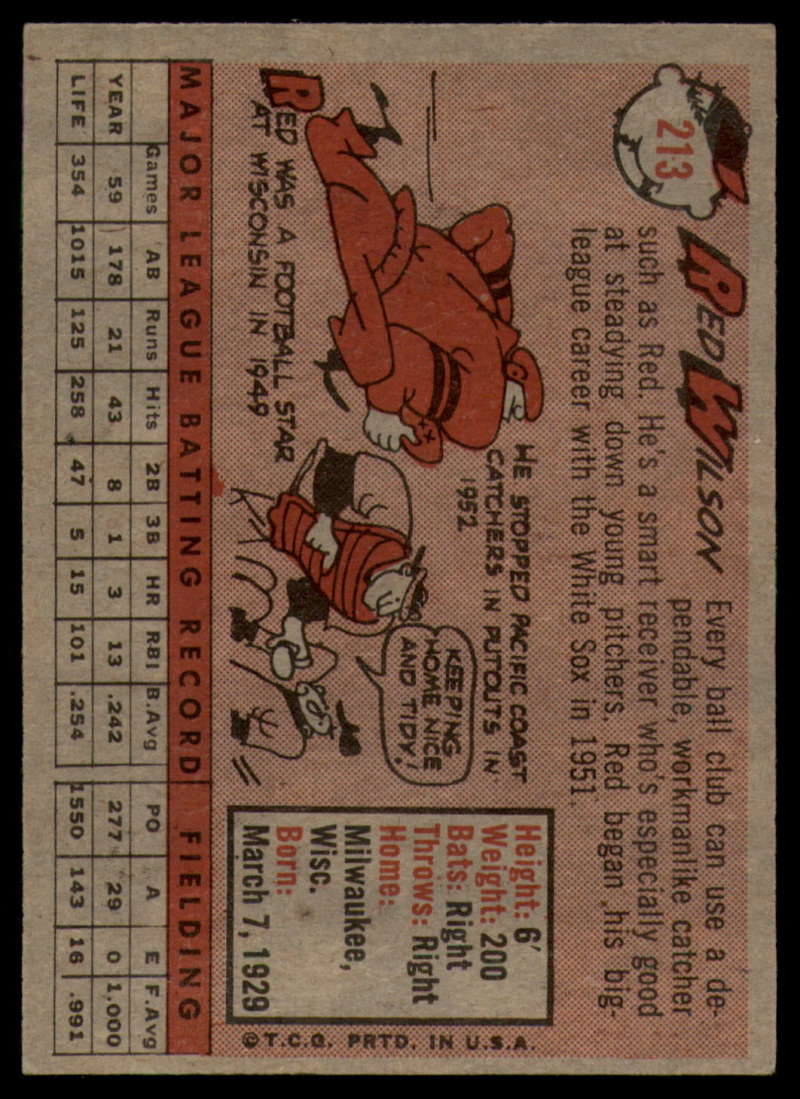 213
RED WILSON
Every ball club can use a de-
pendable, workmanlike catcher
such as Red. He's a smart receiver who's especially good
at steadying down young pitchers. Red began his big-
league career with the White Sox in 1951.
RED WAS A FOOTBALL STAR
AT WISCONSIN IN 1949
HE STOPPED PACIFIC COAST
CATCHERS IN PUTOUTS IN
1952
KEEPING
HOME NICE
AND TIDY!
Height: 6'
Weight: 200
Bats: Right
Throws: Right
Home:
Milwaukee,
Wisc.
Born:
March 7, 1929
©T.C.G. PRTD. IN U.S.A.
MAJOR LEAGUE BATTING RECORD FIELDING
Games AB Runs Hits 2B 3B HR RBI B.Avg PO A E F.Avg
YEAR 59 178 21 43 8 1 3 13 .242 277 29 0 1.000
LIFE 354 1015 125 258 47 5 15 101 .254 1550 143 16 .991